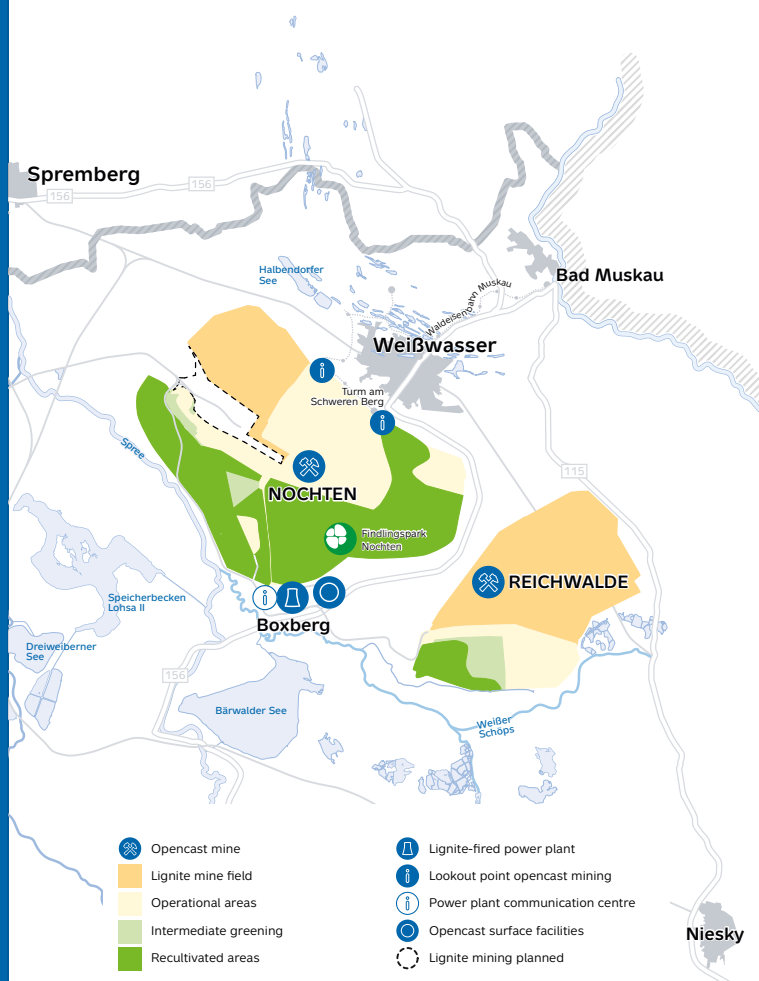 Spremberg
156
156
Halbendorfer
See
Waldeisenbahn Muskau
Bad Muskau
Weißwasser
Turm am
Schweren Berg
Spree
115
NOCHTEN
Findlingspark
Nochten
REICHWALDE
Speicherbecken
Lohsa II
Boxberg
Dreiweiberner
See
156
Bärwalder See
Weißer
Schöps
Niesky
Opencast mine
Lignite mine field
Operational areas
Intermediate greening
Recultivated areas
Lignite-fired power plant
Lookout point opencast mining
Power plant communication centre
Opencast surface facilities
Lignite mining planned